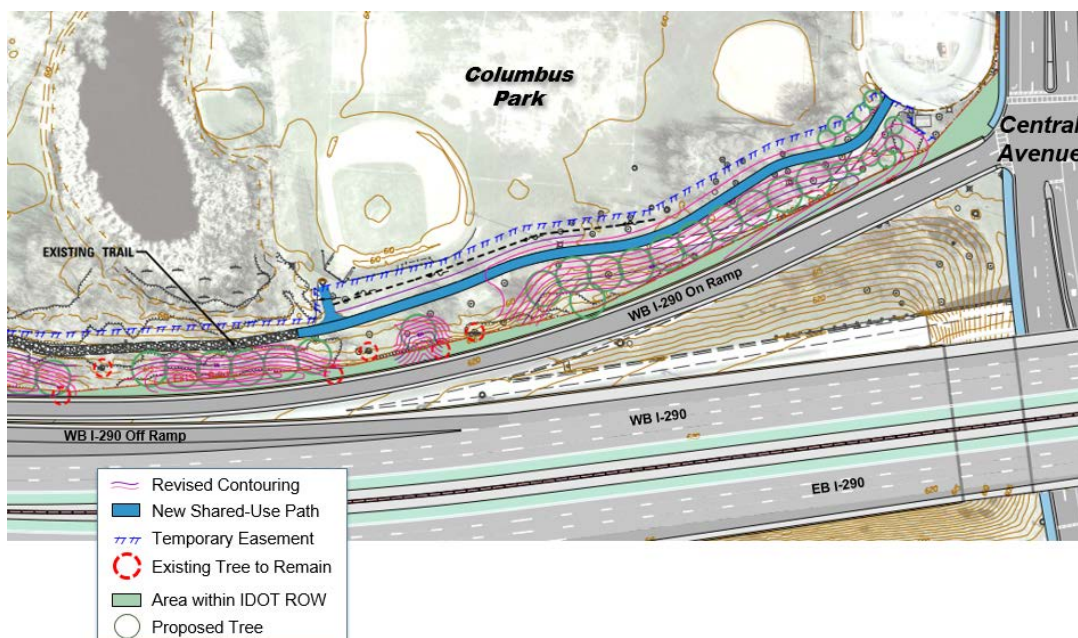 Columbus
Park
Central
Avenue
EXISTING TRAIL
WB I-290 On Ramp
WB I-290
WB I-290 Off Ramp
EB I-290
Revised Contouring
New Shared-Use Path
Temporary Easement
Existing Tree to Remain
Area within IDOT ROW
Proposed Tree